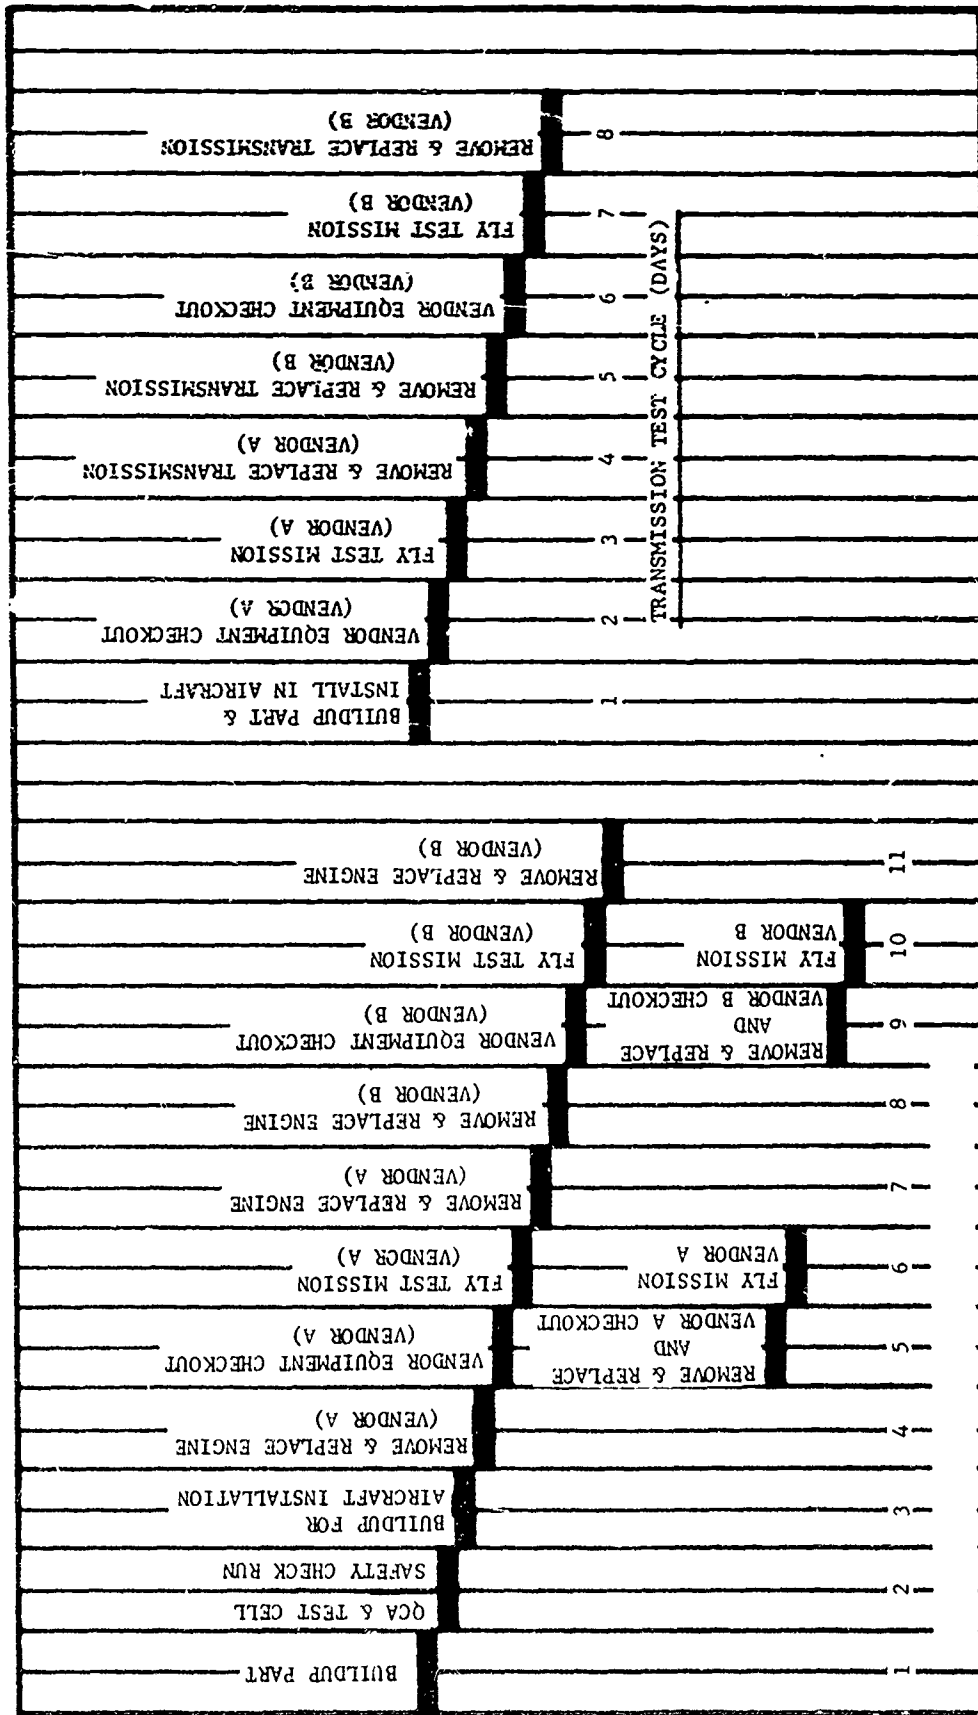 BUILDUP PART
1
QCA & TEST CELL
SAFETY CHECK RUN
2
BUILDUP FOR
AIRCRAFT INSTALLATION
3
REMOVE & REPLACE ENGINE
(VENDOR A)
4
VENDOR EQUIPMENT CHECKOUT
(VENDOR A)
REMOVE & REPLACE
AND
VENDOR A CHECKOUT
5
FLY TEST MISSION
(VENDOR A)
FLY MISSION
VENDOR A
6
REMOVE & REPLACE ENGINE
(VENDOR A)
7
REMOVE & REPLACE ENGINE
(VENDOR B)
8
VENDOR EQUIPMENT CHECKOUT
(VENDOR B)
REMOVE & REPLACE
AND
VENDOR B CHECKOUT
9
FLY TEST MISSION
(VENDOR B)
FLY MISSION
VENDOR B
10
REMOVE & REPLACE ENGINE
(VENDOR B)
11
BUILDUP PART &
INSTALL IN AIRCRAFT
1
VENDOR EQUIPMENT CHECKOUT
(VENDOR A)
2
FLY TEST MISSION
(VENDOR A)
3
REMOVE & REPLACE TRANSMISSION
(VENDOR A)
4
REMOVE & REPLACE TRANSMISSION
(VENDOR B)
5
VENDOR EQUIPMENT CHECKOUT
(VENDOR B)
6
FLY TEST MISSION
(VENDOR B)
7
REMOVE & REPLACE TRANSMISSION
(VENDOR B)
8
TRANSMISSION TEST CYCLE (DAYS)